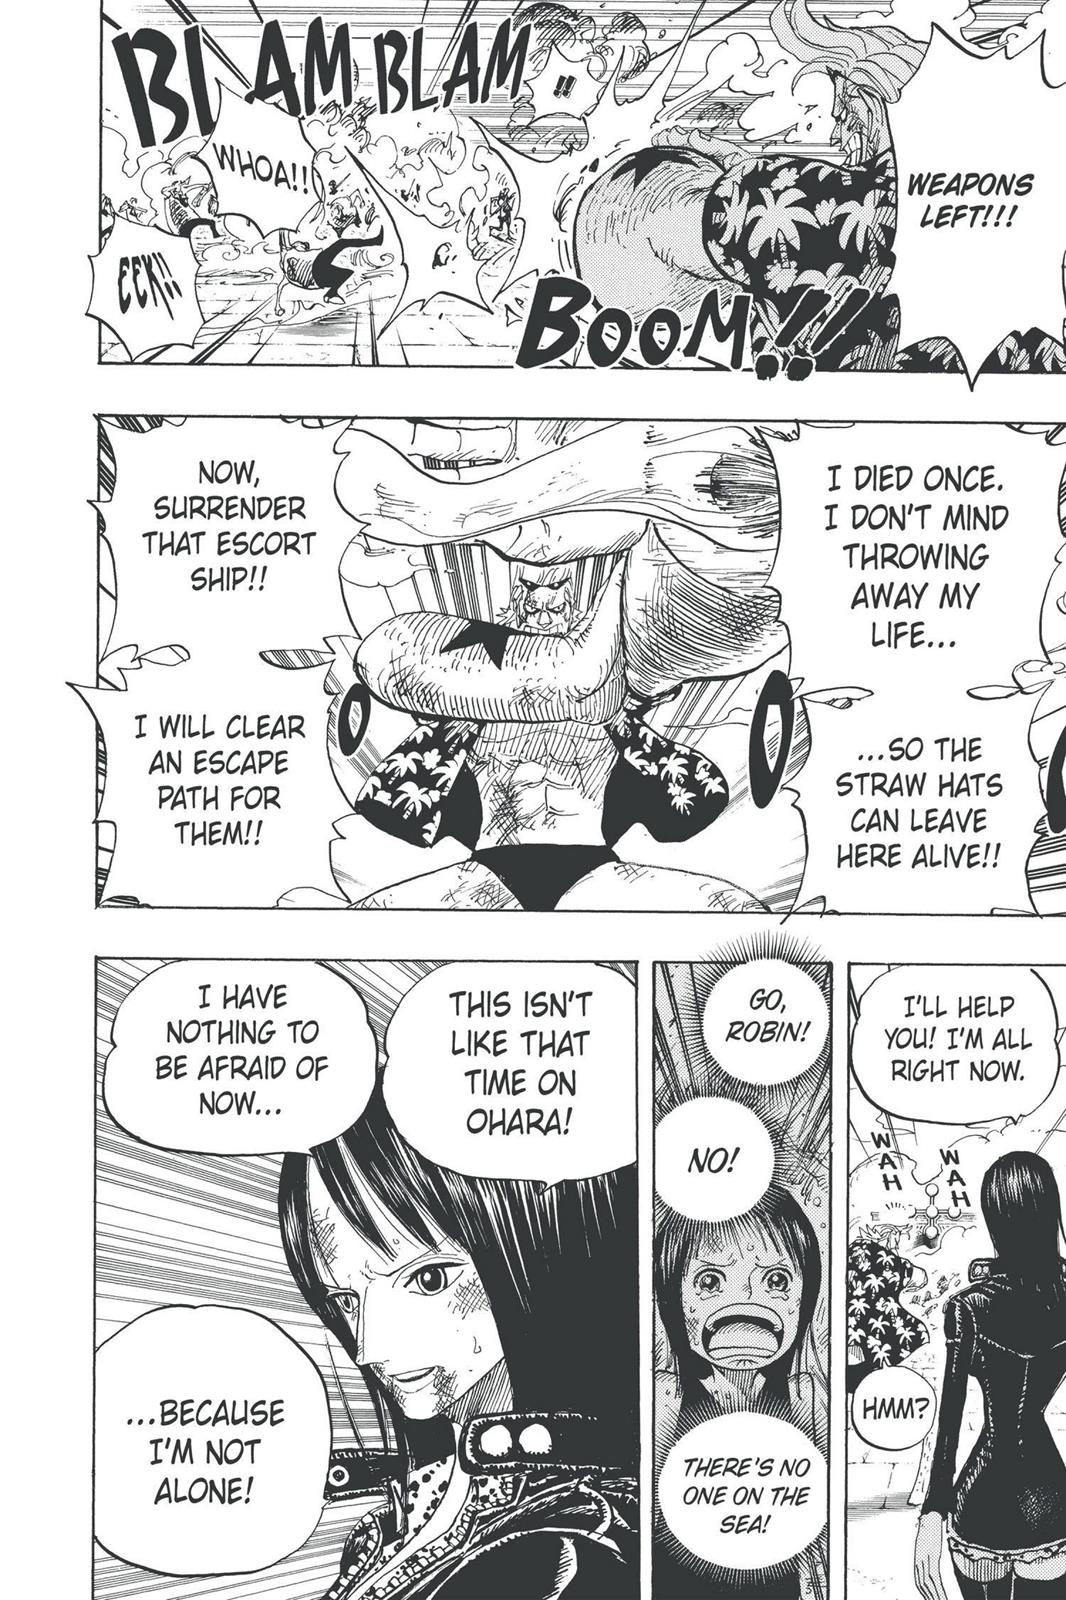 WEAPONS
LEFT!!!
!!
BOOM!!!
BLAM BLAM
WHOA!!
EEK!!
I DIED ONCE.
I DON'T MIND
THROWING
AWAY MY
LIFE...
...SO THE
STRAW HATS
CAN LEAVE
HERE ALIVE!!
NOW,
SURRENDER
THAT ESCORT
SHIP!!
I WILL CLEAR
AN ESCAPE
PATH FOR
THEM!!
I'LL HELP
YOU! I'M ALL
RIGHT NOW.
WAH
WAH
HMM?
GO,
ROBIN!
NO!
THERE'S NO
ONE ON THE
SEA!
THIS ISN'T
LIKE THAT
TIME ON
OHARA!
I HAVE
NOTHING TO
BE AFRAID OF
NOW...
...BECAUSE
I'M NOT
ALONE!